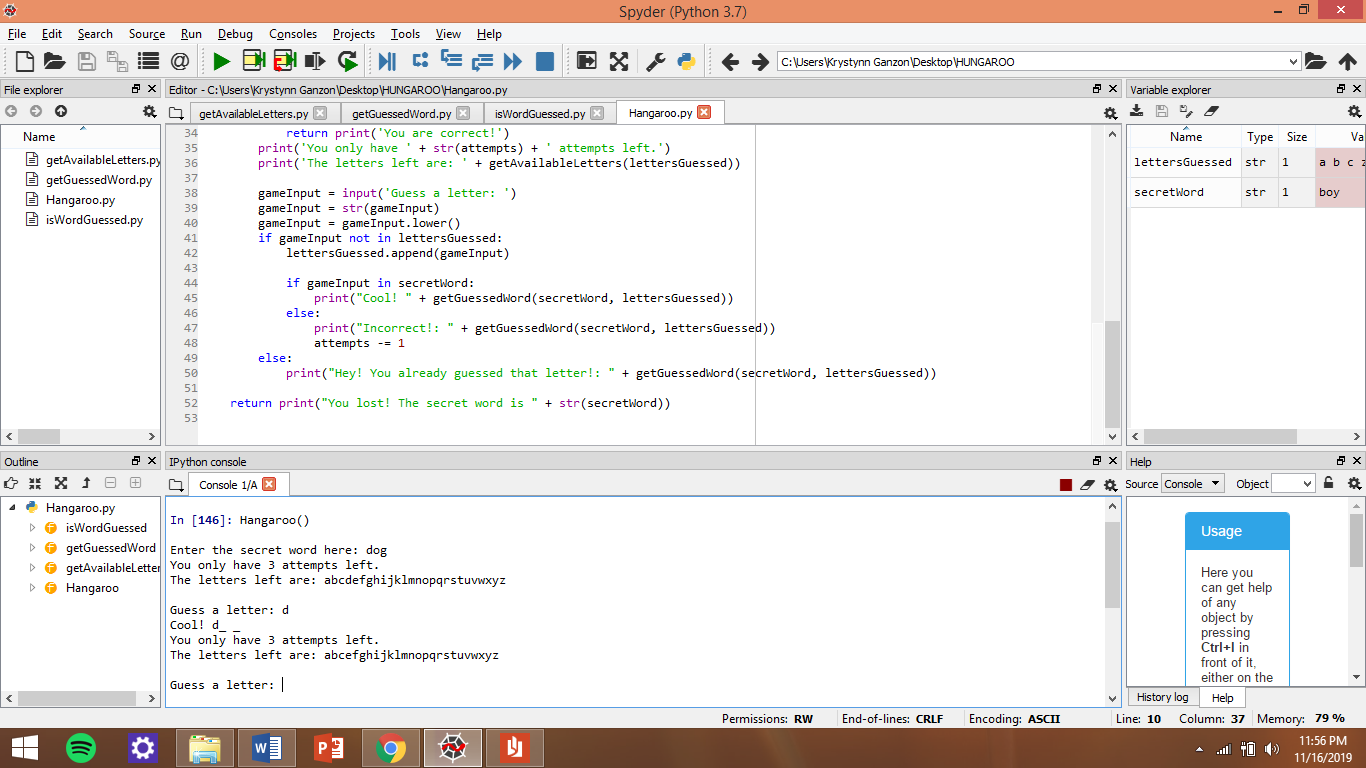 Spyder (Python 3.7)
File Edit Search Source Run Debug Consoles Projects Tools View Help
C:\Users\Krystynn Ganzon\Desktop\HUNGAROO
File explorer
Name
getAvailableLetters.py
getGuessedWord.py
Hangaroo.py
isWordGuessed.py
Editor - C:\Users\Krystynn Ganzon\Desktop\HUNGAROO\Hangaroo.py
getAvailableLetters.py getGuessedWord.py isWordGuessed.py Hangaroo.py
34 return print('You are correct!')
35 print('You only have ' + str(attempts) + ' attempts left.')
36 print('The letters left are: ' + getAvailableLetters(lettersGuessed))
37
38 gameInput = input('Guess a letter: ')
39 gameInput = str(gameInput)
40 gameInput = gameInput.lower()
41 if gameInput not in lettersGuessed:
42 lettersGuessed.append(gameInput)
43
44 if gameInput in secretWord:
45 print("Cool! " + getGuessedWord(secretWord, lettersGuessed))
46 else:
47 print("Incorrect!: " + getGuessedWord(secretWord, lettersGuessed))
48 attempts -= 1
49 else:
50 print("Hey! You already guessed that letter!: " + getGuessedWord(secretWord, lettersGuessed))
51
52 return print("You lost! The secret word is " + str(secretWord))
53
Variable explorer
Name Type Size Va
lettersGuessed str 1 a b c z
secretWord str 1 boy
Outline
Hangaroo.py
isWordGuessed
getGuessedWord
getAvailableLetter
Hangaroo
IPython console
Console 1/A
In [146]: Hangaroo()
Enter the secret word here: dog
You only have 3 attempts left.
The letters left are: abcdefghijklmnopqrstuvwxyz
Guess a letter: d
Cool! d_ _
You only have 3 attempts left.
The letters left are: abcefghijklmnopqrstuvwxyz
Guess a letter:
Help
Source Console Object
Usage
Here you
can get help
of any
object by
pressing
Ctrl+I in
front of it,
either on the
History log Help
Permissions: RW End-of-lines: CRLF Encoding: ASCII Line: 10 Column: 37 Memory: 79 %
11:56 PM
11/16/2019